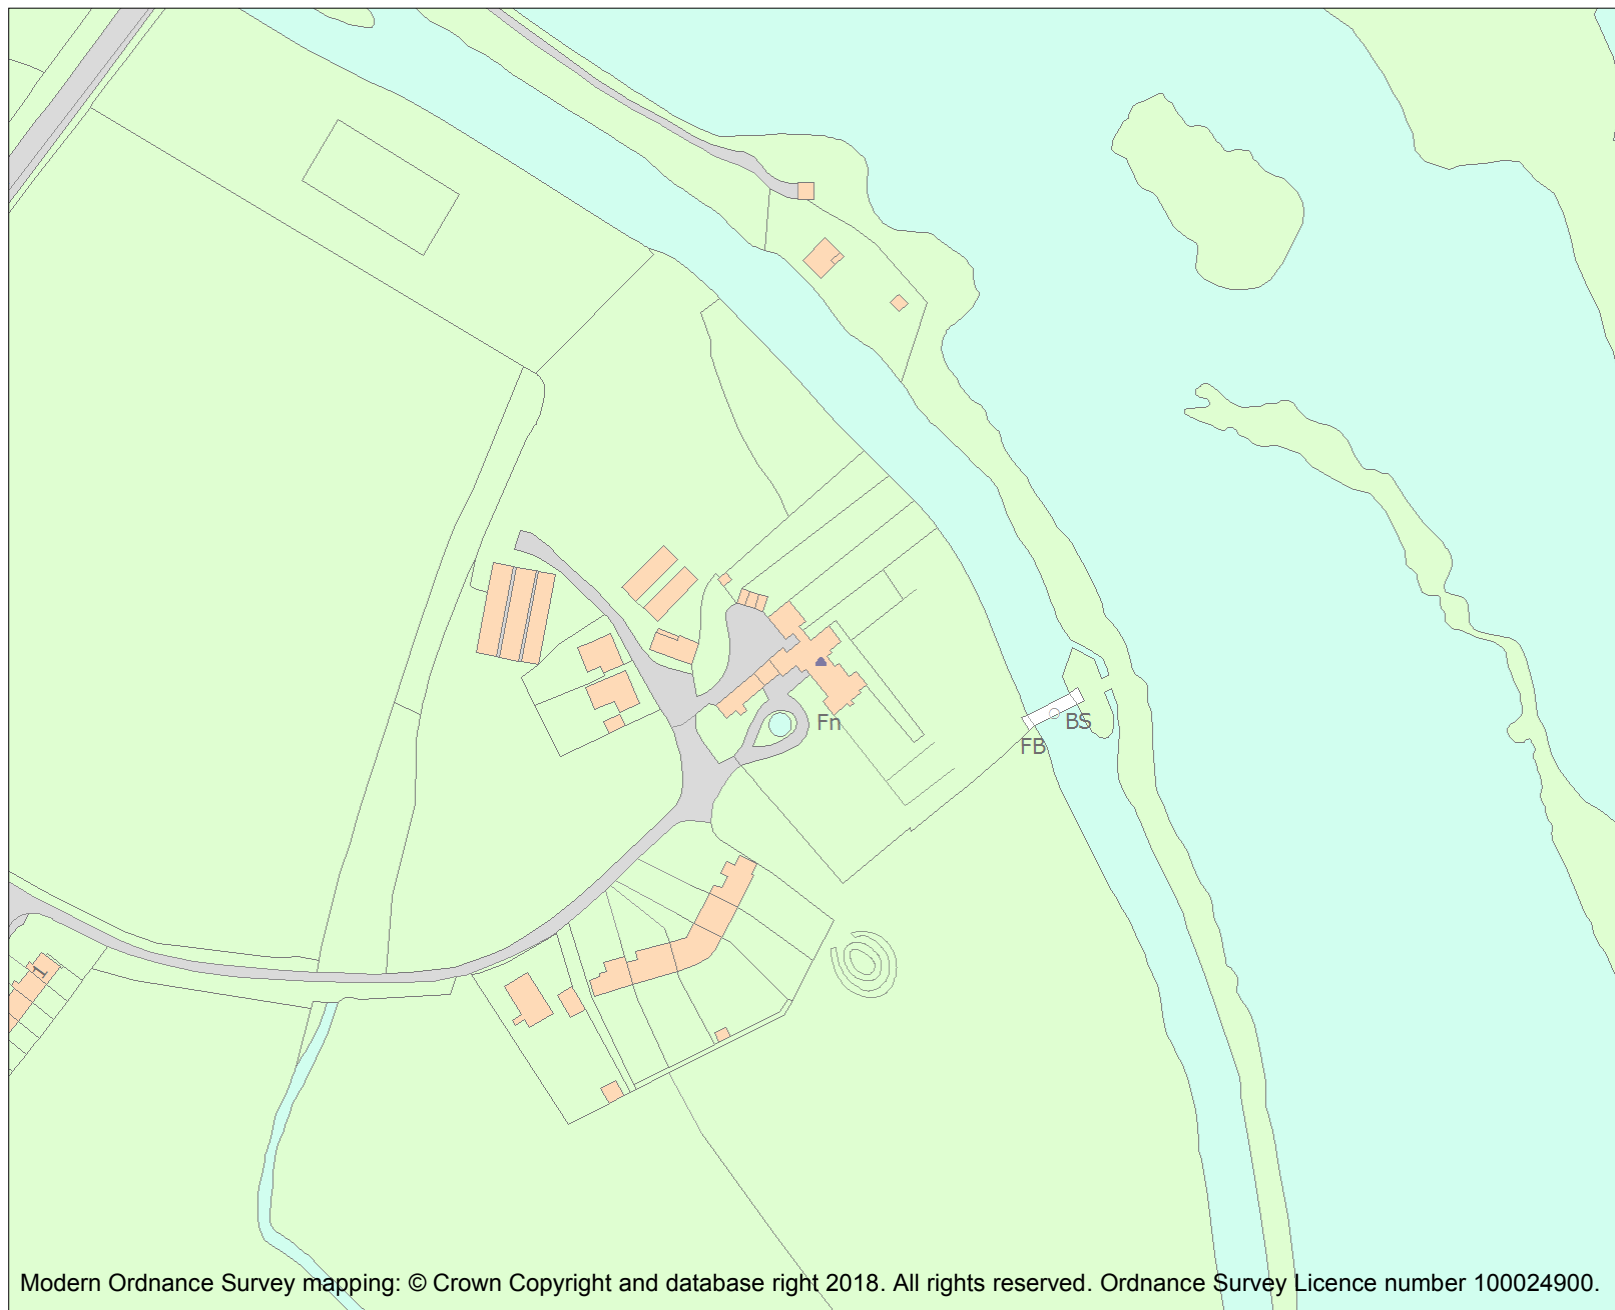 Fn
BS
FB
1
Modern Ordnance Survey mapping: © Crown Copyright and database right 2018. All rights reserved. Ordnance Survey Licence number 100024900.